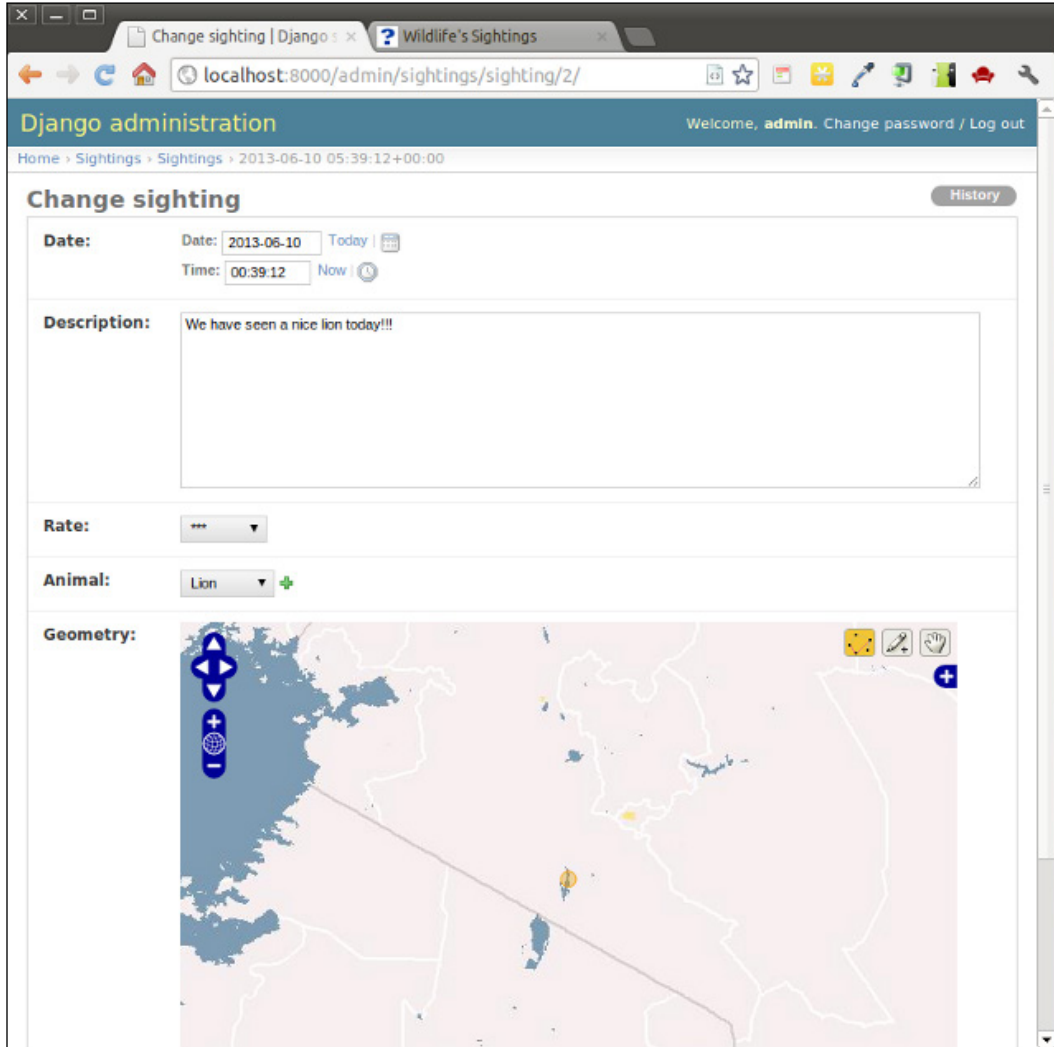 Change sighting | Django s
Wildlife's Sightings
localhost:8000/admin/sightings/sighting/2/
Django administration
Welcome, admin. Change password / Log out
Home › Sightings › Sightings › 2013-06-10 05:39:12+00:00
Change sighting
History
Date:
Date: 2013-06-10 Today |
Time: 00:39:12 Now |
Description:
We have seen a nice lion today!!!
Rate:
***
Animal:
Lion
Geometry: